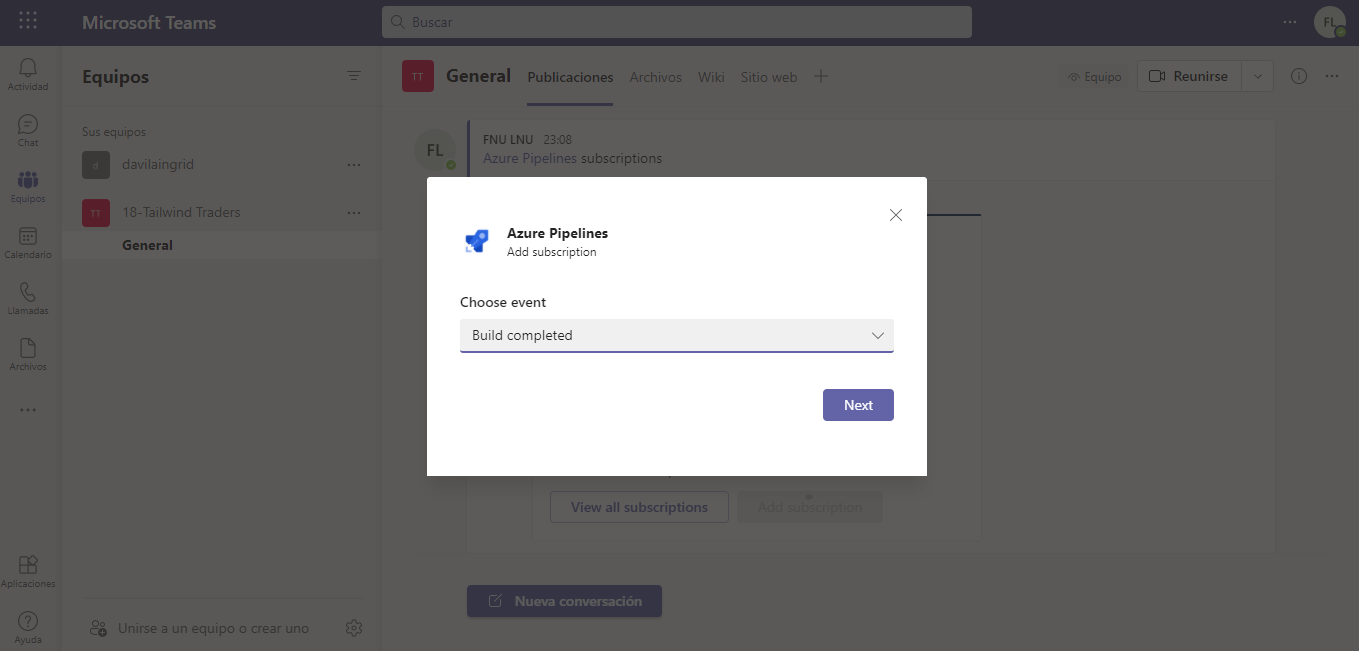 Microsoft Teams
Buscar
FL
Actividad
Chat
Equipos
Calendario
Llamadas
Archivos
Aplicaciones
Ayuda
Equipos
Sus equipos
d
davilaingrid
TT
18-Tailwind Traders
General
Unirse a un equipo o crear uno
TT
General
Publicaciones
Archivos
Wiki
Sitio web
Equipo
Reunirse
FL
FNU LNU 23:08
Azure Pipelines subscriptions
Azure Pipelines
Add subscription
Choose event
Build completed
Next
View all subscriptions
Add subscription
Nueva conversación